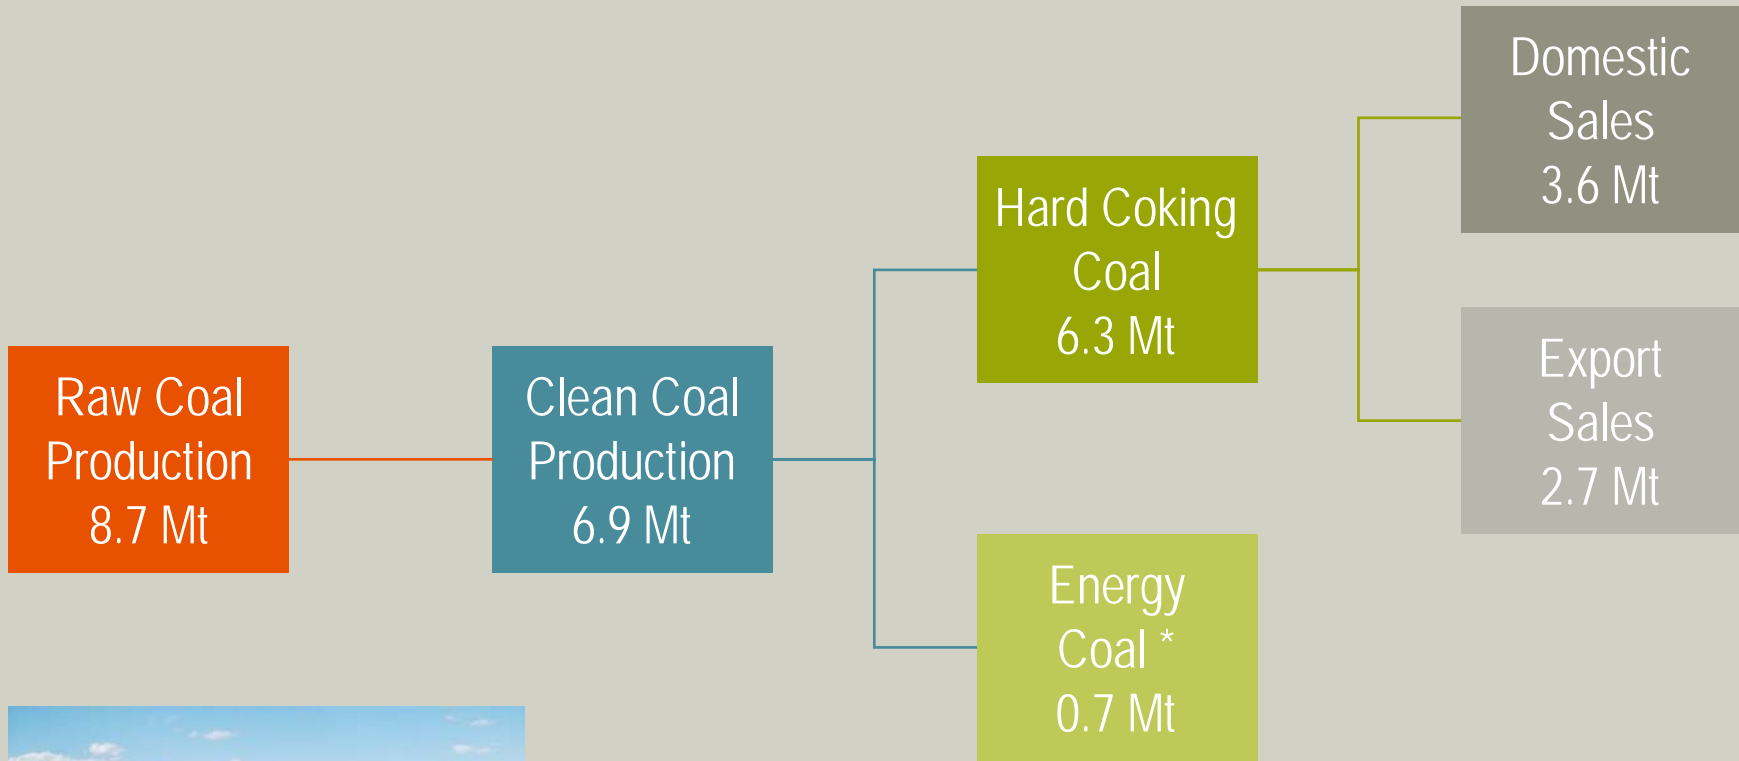 Raw Coal
Production
8.7 Mt
Clean Coal
Production
6.9 Mt
Hard Coking
Coal
6.3 Mt
Energy
Coal *
0.7 Mt
Domestic
Sales
3.6 Mt
Export
Sales
2.7 Mt